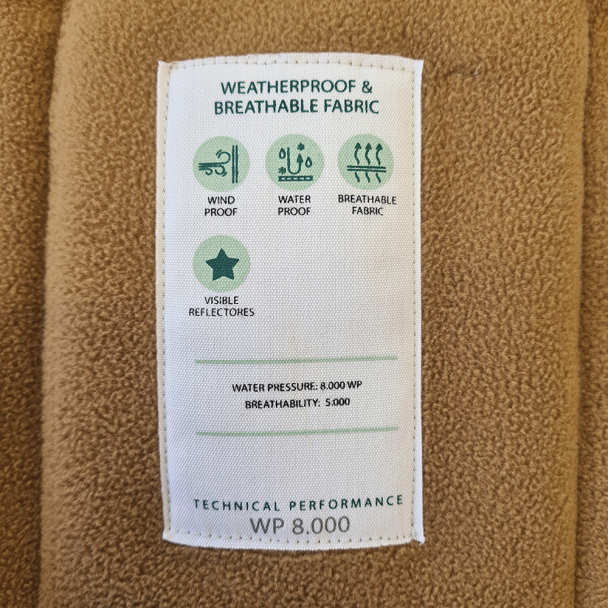 WEATHERPROOF &
BREATHABLE FABRIC
WIND PROOF
WATER PROOF
BREATHABLE FABRIC
VISIBLE
REFLECTORES
WATER PRESSURE: 8.000 WP
BREATHABILITY: 5.000
TECHNICAL PERFORMANCE
WP 8.000